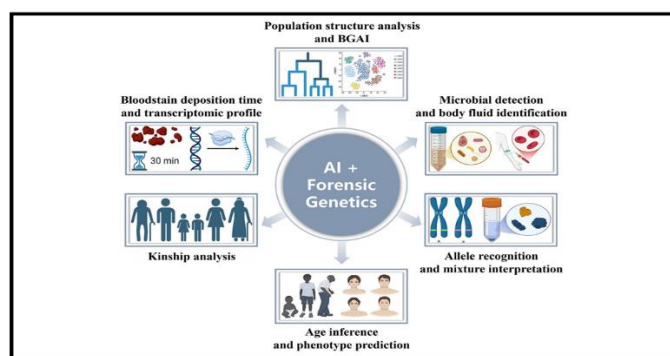 Population structure analysis
and BGAI
Bloodstain deposition time
and transcriptomic profile
30 min
Microbial detection
and body fluid identification
AI +
Forensic
Genetics
Kinship analysis
Allele recognition
and mixture interpretation
Age inference
and phenotype prediction